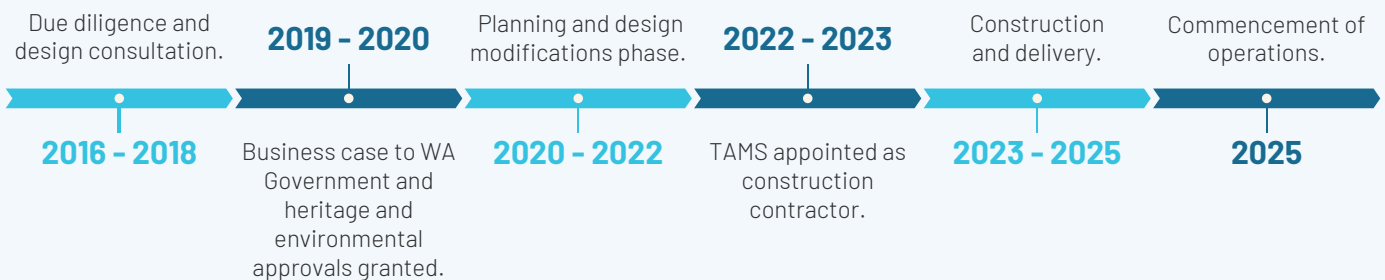 Due diligence and
design consultation.
2016 - 2018
2019 - 2020
Business case to WA
Government and
heritage and
environmental
approvals granted.
Planning and design
modifications phase.
2020 - 2022
2022 - 2023
TAMS appointed as
construction
contractor.
Construction
and delivery.
2023 - 2025
Commencement of
operations.
2025